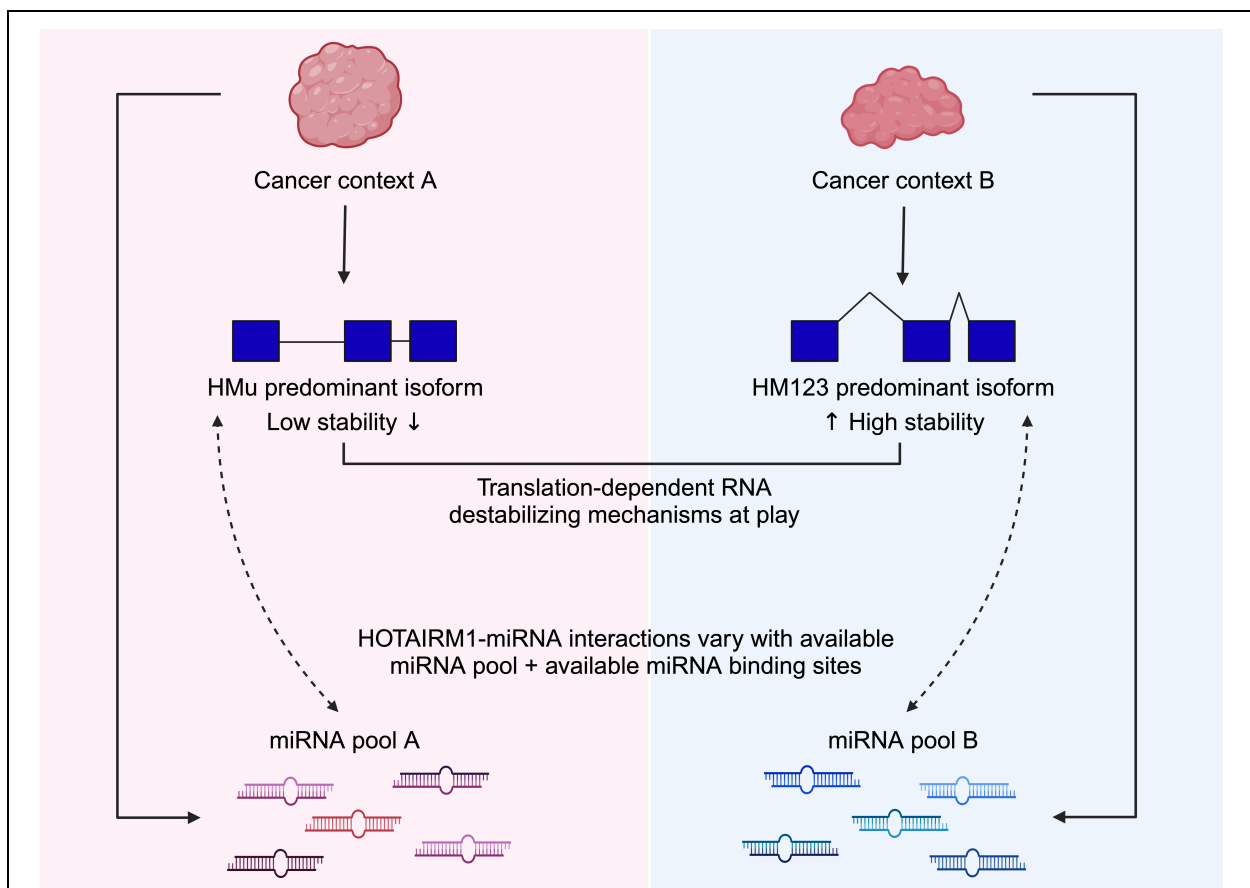 Cancer context A
Cancer context B
HMu predominant isoform
Low stability ↓
HM123 predominant isoform
↑ High stability
Translation-dependent RNA
destabilizing mechanisms at play
HOTAIRM1-miRNA interactions vary with available
miRNA pool + available miRNA binding sites
miRNA pool A
miRNA pool B